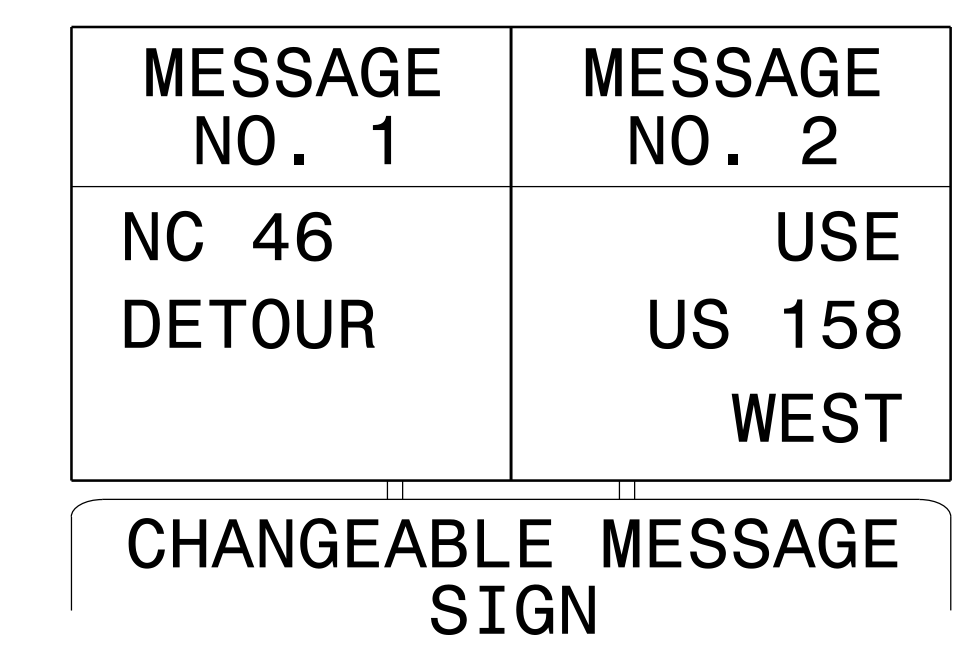 MESSAGE
NO. 1
NC 46
DETOUR
MESSAGE
NO. 2
USE
US 158
WEST
CHANGEABLE MESSAGE
SIGN